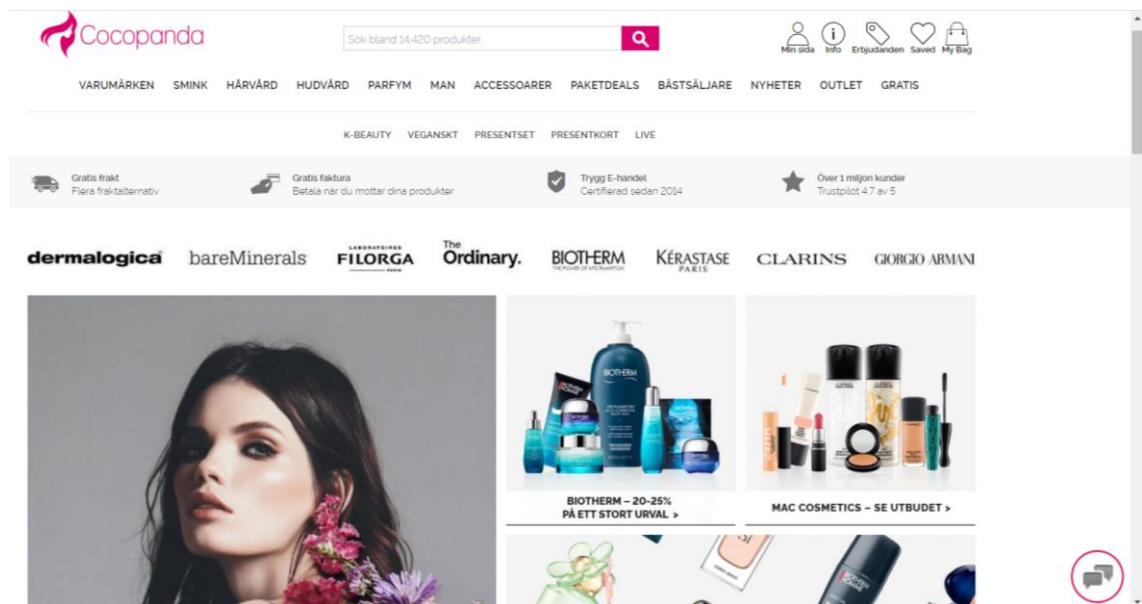 Cocopanda
Sök bland 14.420 produkter.
Min sida
Info
Erbjudanden
Saved
My Bag
VARUMÄRKEN
SMINK
HÅRVÅRD
HUDVÅRD
PARFYM
MAN
ACCESSOARER
PAKETDEALS
BÄSTSÄLJARE
NYHETER
OUTLET
GRATIS
K-BEAUTY
VEGANSKT
PRESENTSET
PRESENTKORT
LIVE
Gratis frakt
Flera fraktalternativ
Gratis faktura
Betala när du mottar dina produkter
Trygg E-handel
Certifierad sedan 2014
Över 1 miljon kunder
Trustpilot 4.7 av 5
dermalogica
bareMinerals
LABORATOIRES
FILORGA
PARIS
The
Ordinary.
BIOTHERM
THE POWER OF LIFE PLANKTON
KÉRASTASE
PARIS
CLARINS
GIORGIO ARMANI
BIOTHERM
BIOTHERM – 20-25%
PÅ ETT STORT URVAL >
MAC COSMETICS – SE UTBUDET >
BIOTHERM
HOMME